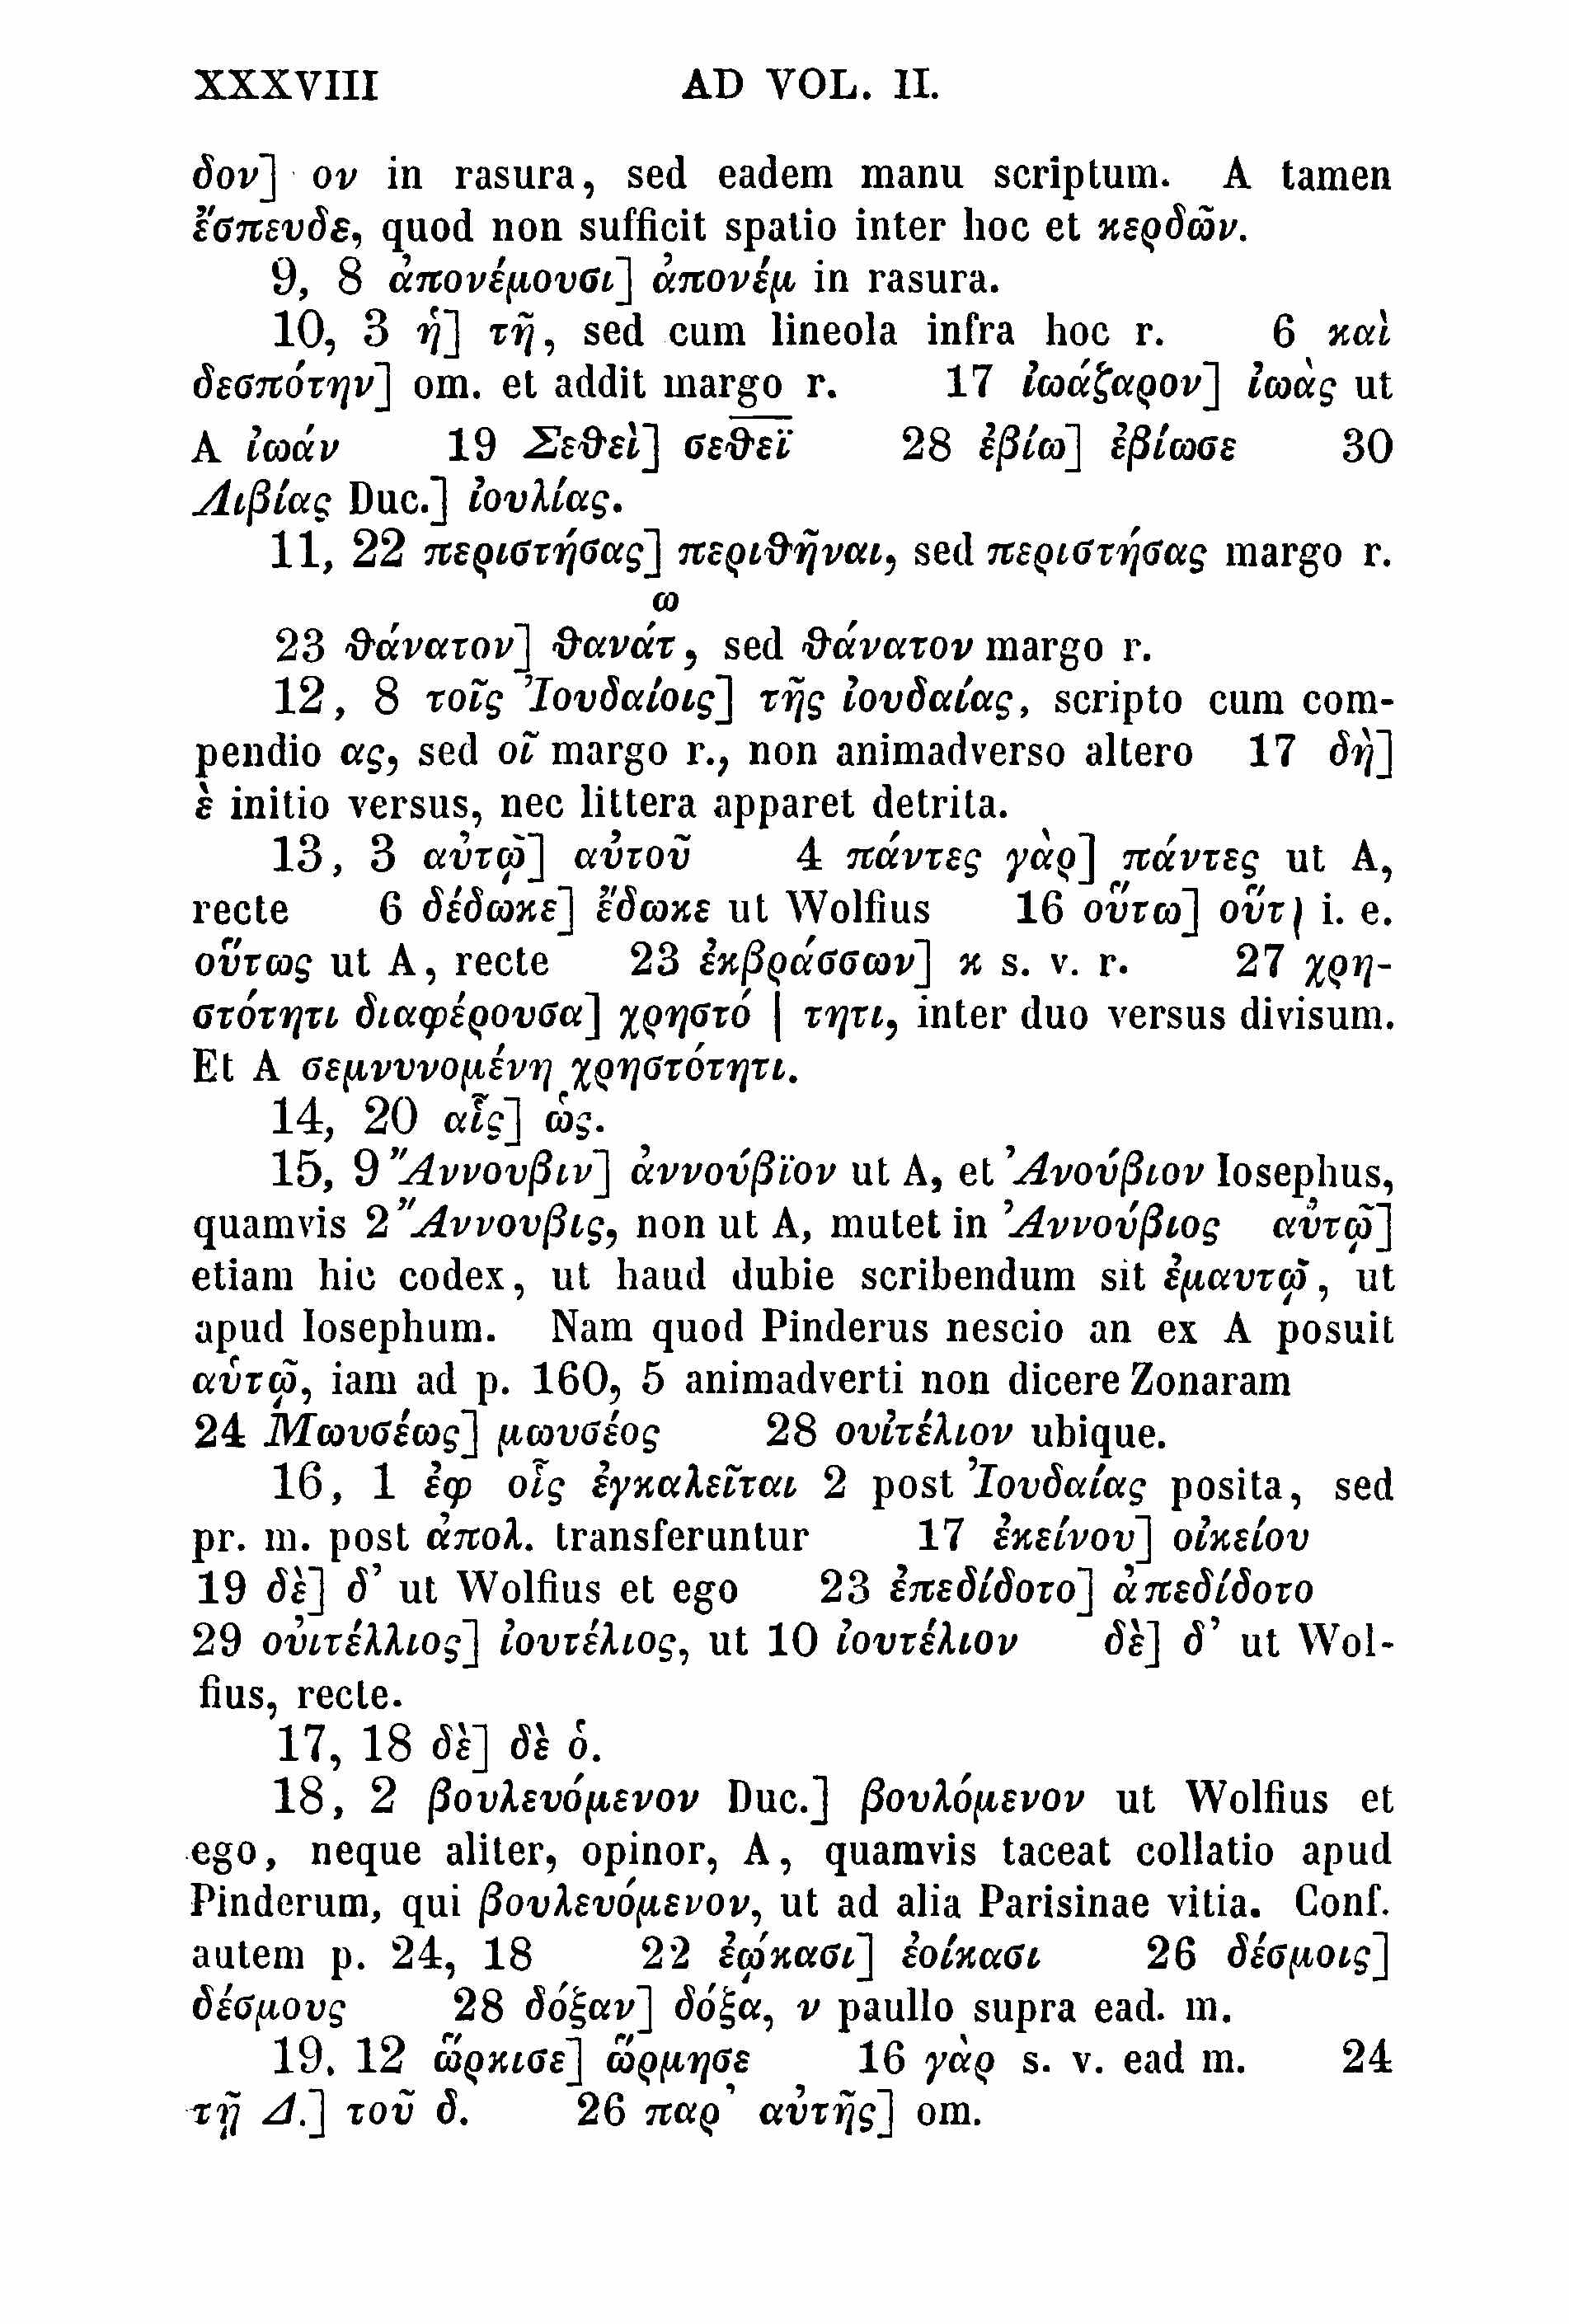 XXXVIII AD VOL. II.
δον] ον in rasura, sed eadem manu scriptum. A tamen
ἔσπευδε, quod non sufficit spatio inter hoc et κερδῶν.
9, 8 ἀπονέμουσι] ἀπονέμ in rasura.
10, 3 ἡ] τῆ, sed cum lineola infra hoc r. 6 καὶ
δεσπότην] om. et addit margo r. 17 ἰωάζαρον] ἰωὰς ut
A ἰωάν 19 Σεθεὶ] σεθεϊ 28 ἐβίω] ἐβίωσε 30
Λιβίας Duc.] ἰουλίας.
11, 22 περιστήσας] περιθῆναι, sed περιστήσας margo r.
ω
23 θάνατον] θανάτ, sed θάνατον margo r.
12, 8 τοῖς Ἰουδαίοις] τῆς ἰουδαίας, scripto cum com-
pendio ας, sed οῖ margo r., non animadverso altero 17 δὴ]
ὲ initio versus, nec littera apparet detrita.
13, 3 αὐτῷ] αὐτοῦ 4 πάντες γὰρ] πάντες ut A,
recte 6 δέδωκε] ἔδωκε ut Wolfius 16 οὕτω] οὕτ) i. e.
οὕτως ut A, recte 23 ἐκβράσσων] κ s. v. r. 27 χρη-
στότητι διαφέρουσα] χρηστό | τητι, inter duo versus divisum.
Et A σεμνυνομένη χρηστότητι.
14, 20 αἷς] ὡς.
15, 9 Ἄννουβιν] ἀννούβϊον ut A, et Ἀνούβιον Iosephus,
quamvis 2 Ἄννουβις, non ut A, mutet in Ἀννούβιος αὐτῷ]
etiam hic codex, ut haud dubie scribendum sit ἐμαυτῷ, ut
apud Iosephum. Nam quod Pinderus nescio an ex A posuit
αὑτῷ, iam ad p. 160, 5 animadverti non dicere Zonaram
24 Μωυσέως] μωυσέος 28 ουἰτέλιον ubique.
16, 1 ἐφ οἷς ἐγκαλεῖται 2 post Ἰουδαίας posita, sed
pr. m. post ἀπολ. transferuntur 17 ἐκείνου] οἰκείου
19 δὲ] δ’ ut Wolfius et ego 23 ἐπεδίδοτο] ἀπεδίδοτο
29 οὐιτέλλιος] ἰουτέλιος, ut 10 ἰουτέλιον δὲ] δ’ ut Wol-
fius, recte.
17, 18 δὲ] δὲ ὁ.
18, 2 βουλευόμενον Duc.] βουλόμενον ut Wolfius et
ego, neque aliter, opinor, A, quamvis taceat collatio apud
Pinderum, qui βουλευόμενον, ut ad alia Parisinae vitia. Conf.
autem p. 24, 18 22 ἐῴκασι] ἐοίκασι 26 δέσμοις]
δέσμους 28 δόξαν] δόξα, ν paullo supra ead. m.
19. 12 ὥρκισε] ὥρμησε 16 γὰρ s. v. ead m. 24
τῇ Δ.] τοῦ δ. 26 παρ’ αὐτῆς] om.